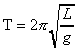 T = 2π√(L/g)